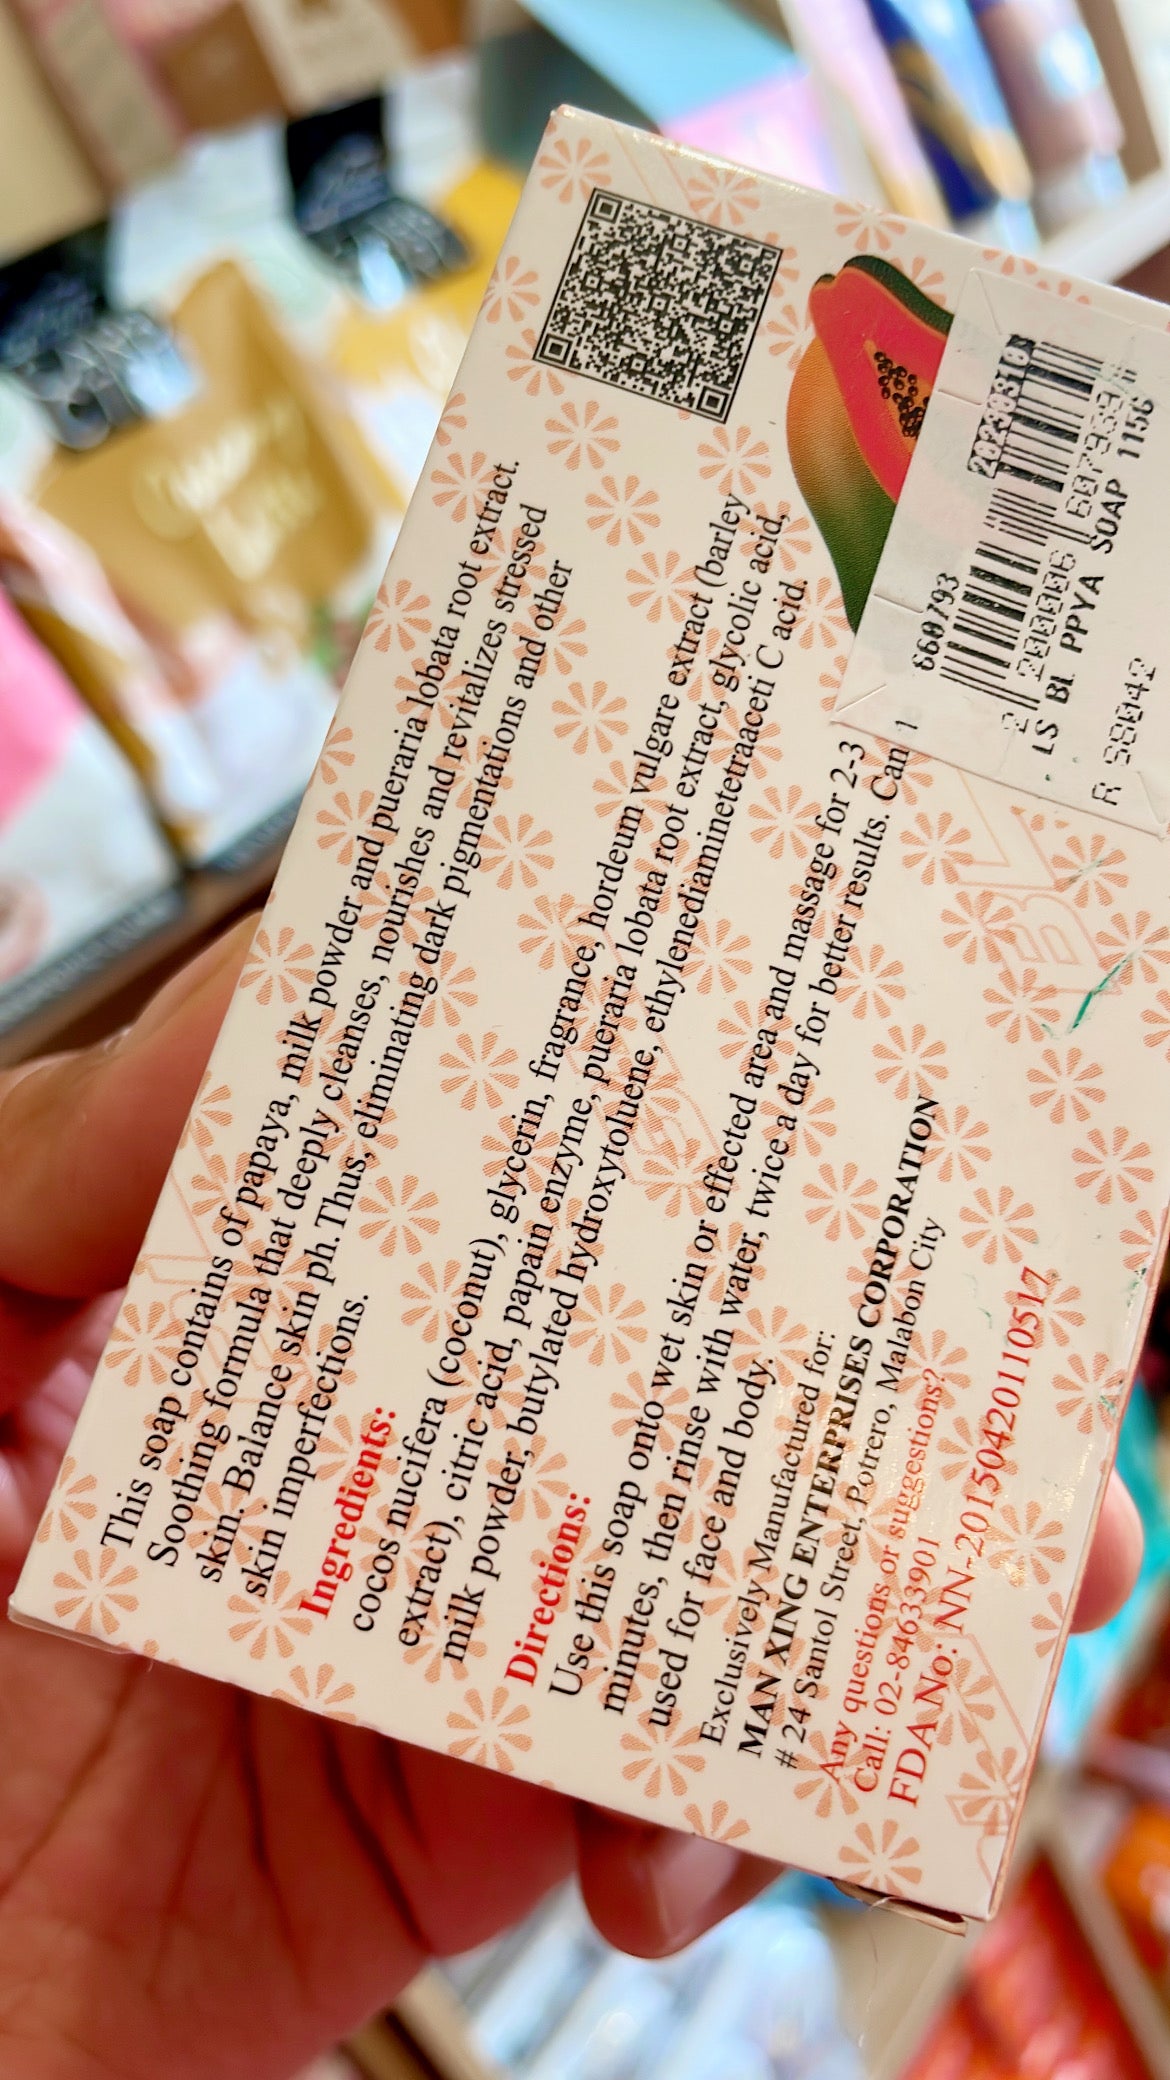 This soap contains of papaya, milk powder and pueraria lobata root extract.
Soothing formula that deeply cleanses, nourishes and revitalizes stressed
skin. Balance skin ph. Thus, eliminating dark pigmentations and other
skin imperfections.
Ingredients:
cocos nucifera (coconut), glycerin, fragrance, hordeum vulgare extract (barley
extract), citric acid, papain enzyme, pueraria lobata root extract, glycolic acid,
milk powder, butylated hydroxytoluene, ethylenediaminetetraaceti C acid.
Directions:
Use this soap onto wet skin or effected area and massage for 2-3
minutes, then rinse with water, twice a day for better results. Can
used for face and body.
Exclusively Manufactured for:
MAN XING ENTERPRISES CORPORATION
# 24 Santol Street, Potrero, Malabon City
Any questions or suggestions?
Call: 02-84633901
FDA No: NN-20150420110517
660793
20230310
LS BL PPYA SOAP 115G